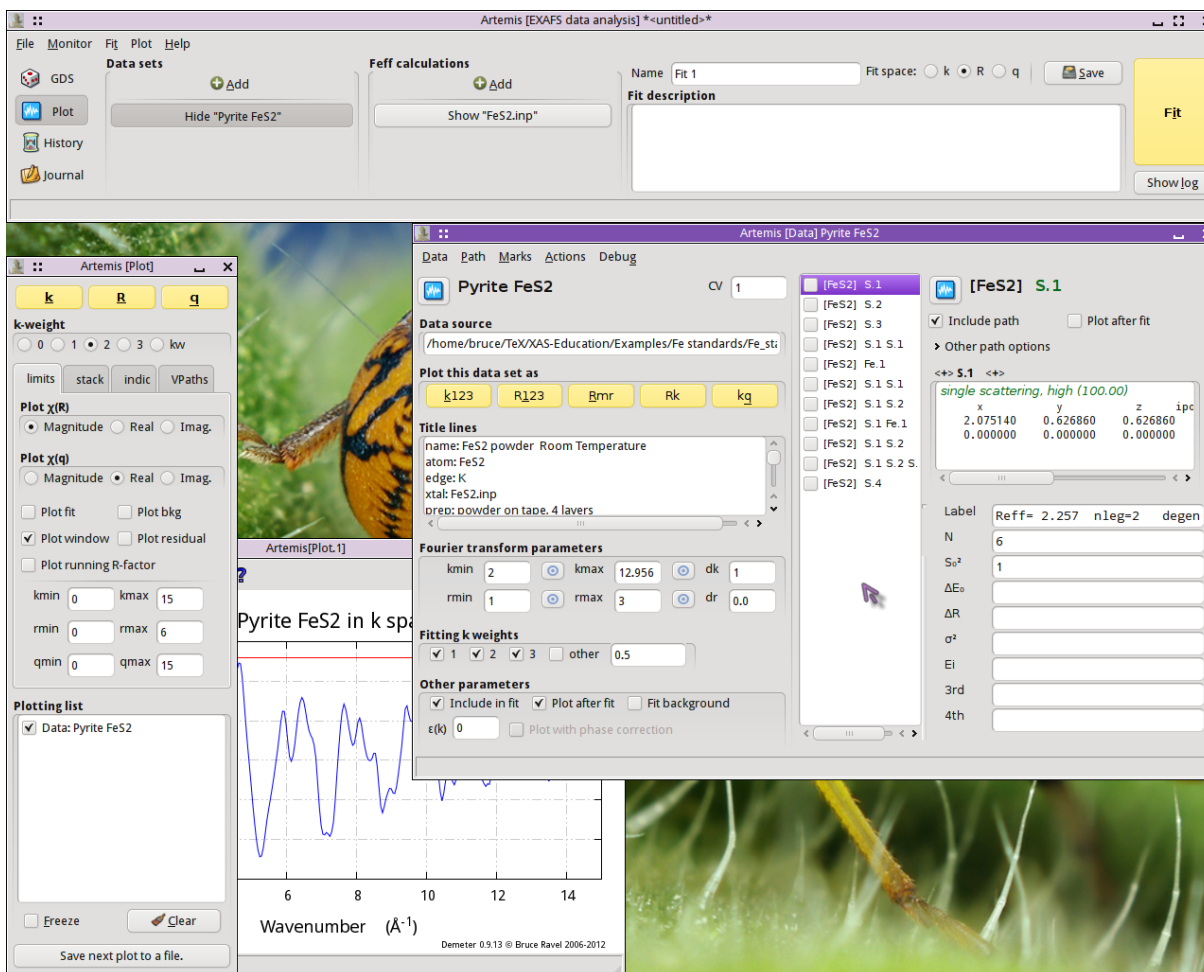 Artemis [EXAFS data analysis] *<untitled>*
File Monitor Fit Plot Help
GDS
Plot
History
Journal
Data sets
Add
Hide "Pyrite FeS2"
Feff calculations
Add
Show "FeS2.inp"
Name Fit 1
Fit space: k R q
Save
Fit description
Fit
Show log
Artemis [Plot]
k R q
k-weight
0 1 2 3 kw
limits stack indic VPaths
Plot χ(R)
Magnitude Real Imag.
Plot χ(q)
Magnitude Real Imag.
Plot fit Plot bkg
Plot window Plot residual
Plot running R-factor
kmin 0 kmax 15
rmin 0 rmax 6
qmin 0 qmax 15
Plotting list
Data: Pyrite FeS2
Freeze Clear
Save next plot to a file.
Artemis[Plot.1]
?
Pyrite FeS2 in k spa
6 8 10 12 14
Wavenumber (Å⁻¹)
Demeter 0.9.13 © Bruce Ravel 2006-2012
Artemis [Data] Pyrite FeS2
Data Path Marks Actions Debug
Pyrite FeS2 CV 1
Data source
/home/bruce/TeX/XAS-Education/Examples/Fe standards/Fe_sta
Plot this data set as
k123 R123 Rmr Rk kq
Title lines
name: FeS2 powder Room Temperature
atom: FeS2
edge: K
xtal: FeS2.inp
prep: powder on tape, 4 layers
Fourier transform parameters
kmin 2 kmax 12.956 dk 1
rmin 1 rmax 3 dr 0.0
Fitting k weights
1 2 3 other 0.5
Other parameters
Include in fit Plot after fit Fit background
ε(k) 0 Plot with phase correction
[FeS2] S.1
[FeS2] S.2
[FeS2] S.3
[FeS2] S.1 S.1
[FeS2] Fe.1
[FeS2] S.1 S.1
[FeS2] S.1 S.2
[FeS2] S.1 Fe.1
[FeS2] S.1 S.2
[FeS2] S.1 S.2 S.
[FeS2] S.4
[FeS2] S.1
Include path Plot after fit
Other path options
<+> S.1 <+>
single scattering, high (100.00)
x y z ipo
2.075140 0.626860 0.626860
0.000000 0.000000 0.000000
Label Reff= 2.257 nleg=2 degen
N 6
S₀² 1
ΔE₀
ΔR
σ²
Ei
3rd
4th